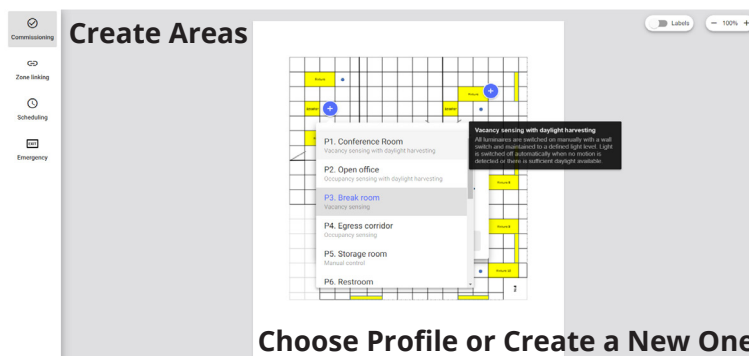 Commissioning
Zone linking
Scheduling
EXIT
Emergency
Create Areas
Labels
− 100% +
P1. Conference Room
Vacancy sensing with daylight harvesting
P2. Open office
Occupancy sensing with daylight harvesting
P3. Break room
Vacancy sensing
P4. Egress corridor
Occupancy sensing
P5. Storage room
Manual control
P6. Restroom
Vacancy sensing with daylight harvesting
All luminaires are switched on manually with a wall
switch and maintained to a defined light level. Light
is switched off automatically when no motion is
detected or there is sufficient daylight available.
Choose Profile or Create a New One